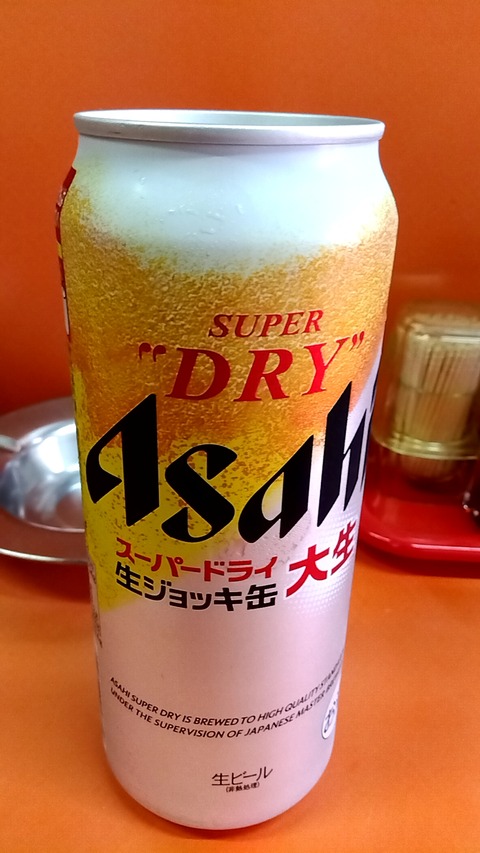 SUPER
"DRY"
Asahi
スーパードライ
生ジョッキ缶 大生
ASAHI SUPER DRY IS BREWED TO HIGH QUALITY
UNDER THE SUPERVISION OF JAPANESE MASTER
生ビール
(非熱処理)